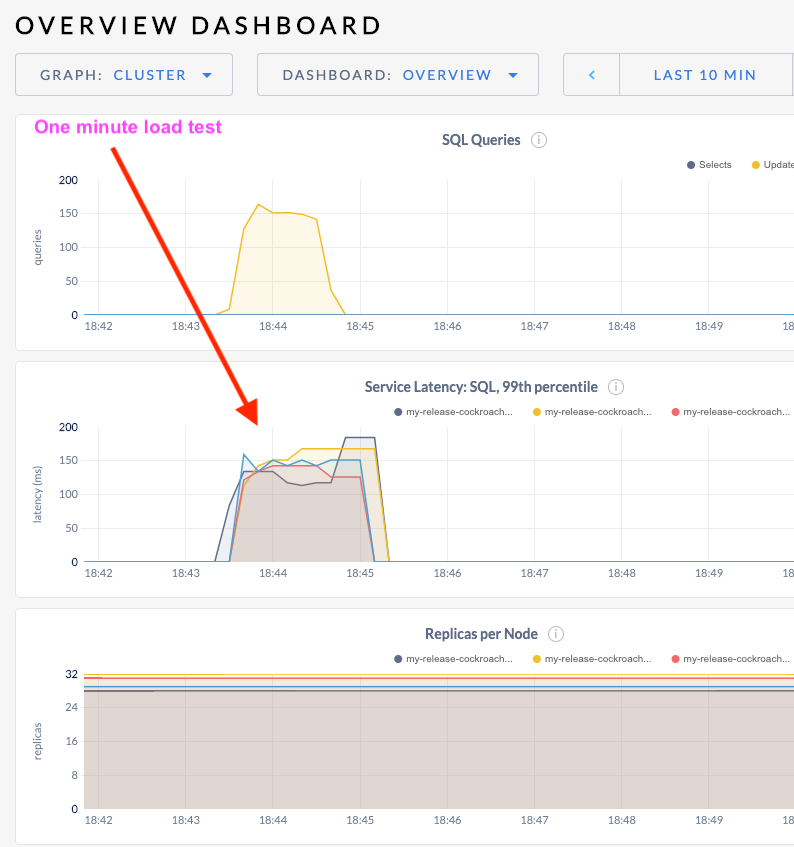 OVERVIEW DASHBOARD
GRAPH: CLUSTER
DASHBOARD: OVERVIEW
LAST 10 MIN
One minute load test
SQL Queries
Selects
Update
queries
200
150
100
50
0
18:42 18:43 18:44 18:45 18:46 18:47 18:48 18:49 18
Service Latency: SQL, 99th percentile
my-release-cockroach... my-release-cockroach... my-release-cockroach...
latency (ms)
200
150
100
50
0
18:42 18:43 18:44 18:45 18:46 18:47 18:48 18:49 18
Replicas per Node
my-release-cockroach... my-release-cockroach... my-release-cockroach...
replicas
32
24
16
8
0
18:42 18:43 18:44 18:45 18:46 18:47 18:48 18:49 18